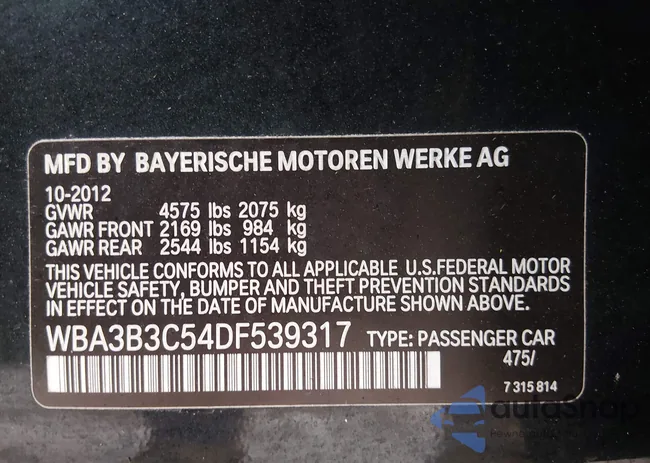 MFD BY BAYERISCHE MOTOREN WERKE AG
10-2012
GVWR 4575 lbs 2075 kg
GAWR FRONT 2169 lbs 984 kg
GAWR REAR 2544 lbs 1154 kg
THIS VEHICLE CONFORMS TO ALL APPLICABLE U.S.FEDERAL MOTOR
VEHICLE SAFETY, BUMPER AND THEFT PREVENTION STANDARDS
IN EFFECT ON THE DATE OF MANUFACTURE SHOWN ABOVE.
WBA3B3C54DF539317 TYPE: PASSENGER CAR
475/
7 315 814
autoShop